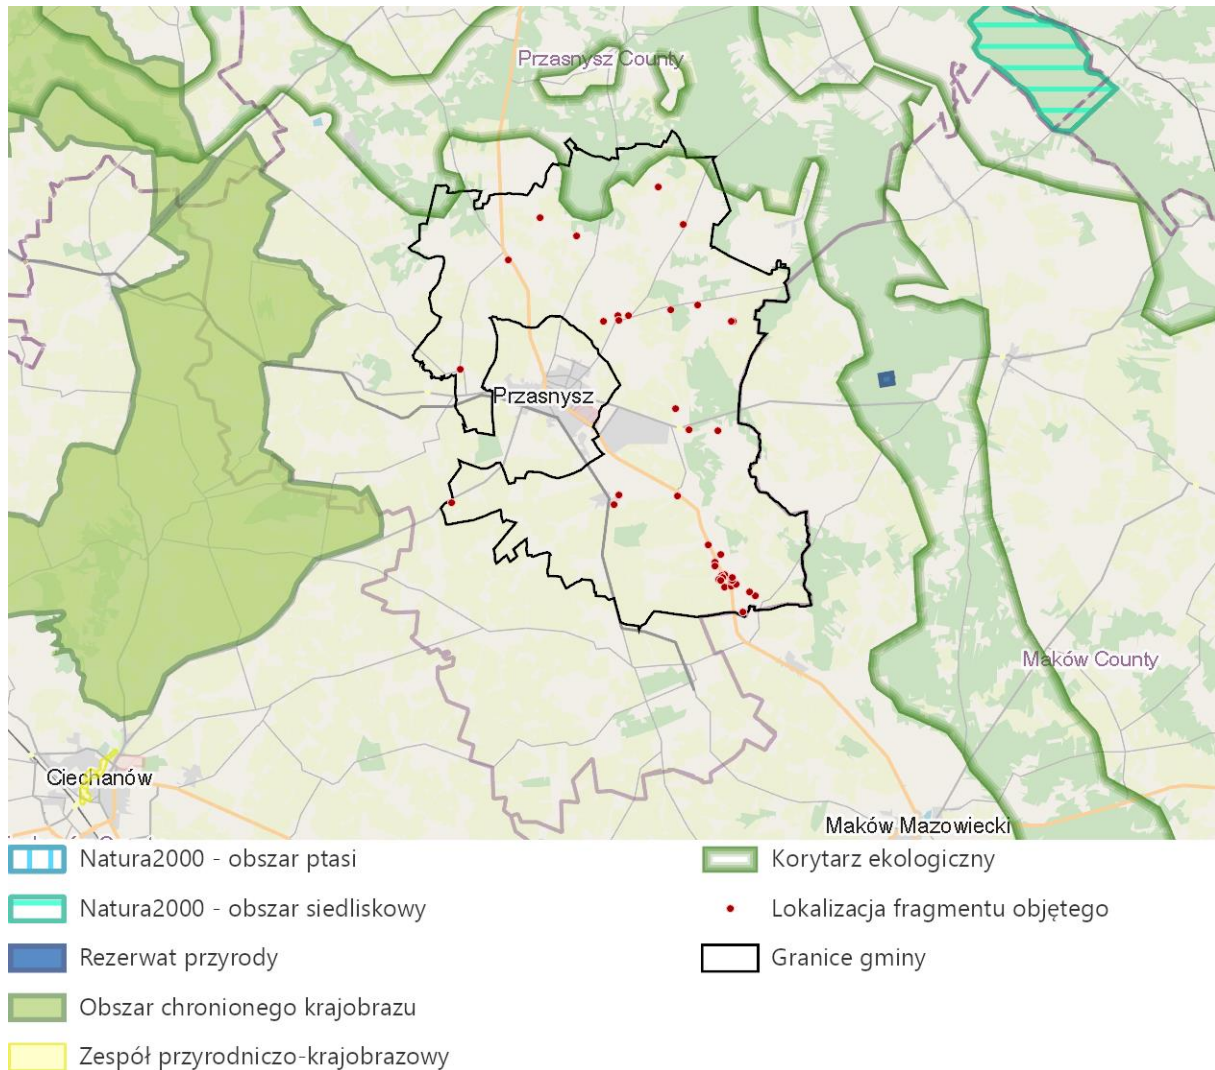 Przasnysz County
Przasnysz
Maków County
Ciechanów
Maków Mazowiecki
Natura2000 - obszar ptasi
Natura2000 - obszar siedliskowy
Rezerwat przyrody
Obszar chronionego krajobrazu
Zespół przyrodniczo-krajobrazowy
Korytarz ekologiczny
Lokalizacja fragmentu objętego
Granice gminy